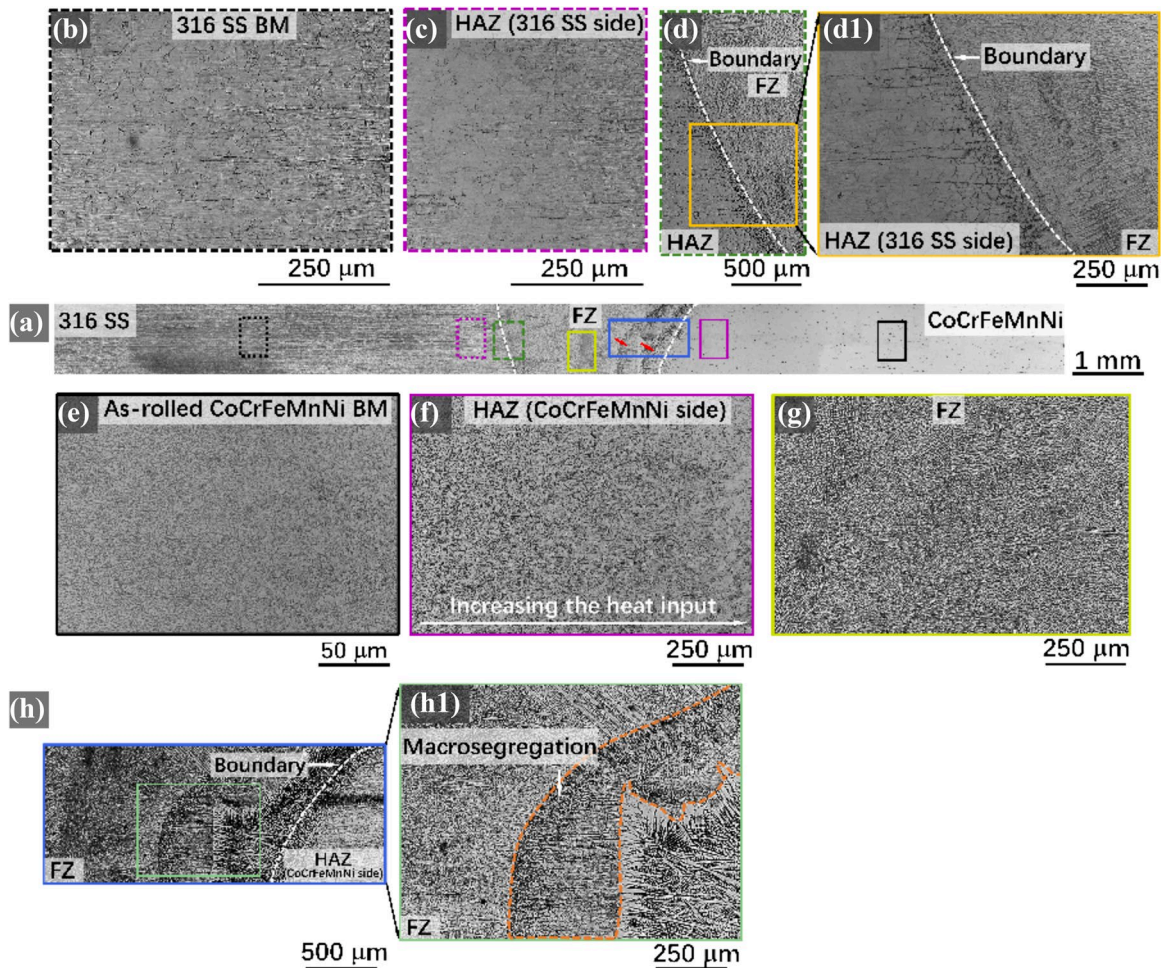 (b)
316 SS BM
(c)
HAZ (316 SS side)
(d)
Boundary
FZ
HAZ
(d1)
Boundary
HAZ (316 SS side)
FZ
250 μm
250 μm
500 μm
250 μm
(a)
316 SS
FZ
CoCrFeMnNi
1 mm
(e)
As-rolled CoCrFeMnNi BM
(f)
HAZ (CoCrFeMnNi side)
Increasing the heat input
(g)
FZ
50 μm
250 μm
250 μm
(h)
Boundary
FZ
HAZ
(CoCrFeMnNi side)
(h1)
Macrosegregation
FZ
500 μm
250 μm